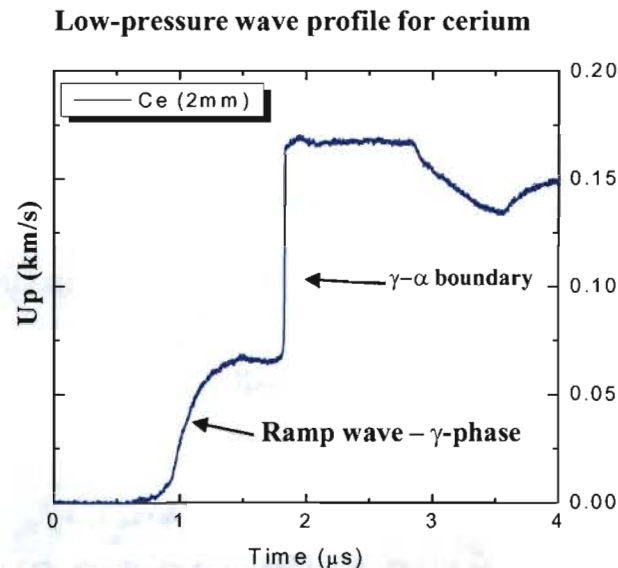 Low-pressure wave profile for cerium
Ce (2mm)
0.20
0.15
0.10
0.05
0.00
Up (km/s)
γ–α boundary
Ramp wave – γ-phase
0 1 2 3 4
Time (μs)